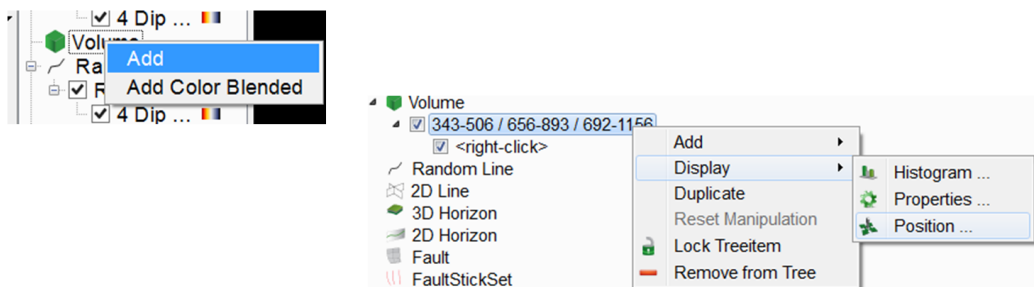 4 Dip ...
Volu
Add
Ra
Add Color Blended
R
4 Dip ...
Volume
343-506 / 656-893 / 692-1156
<right-click>
Random Line
2D Line
3D Horizon
2D Horizon
Fault
FaultStickSet
Add
Display
Duplicate
Reset Manipulation
Lock Treeitem
Remove from Tree
Histogram ...
Properties ...
Position ...